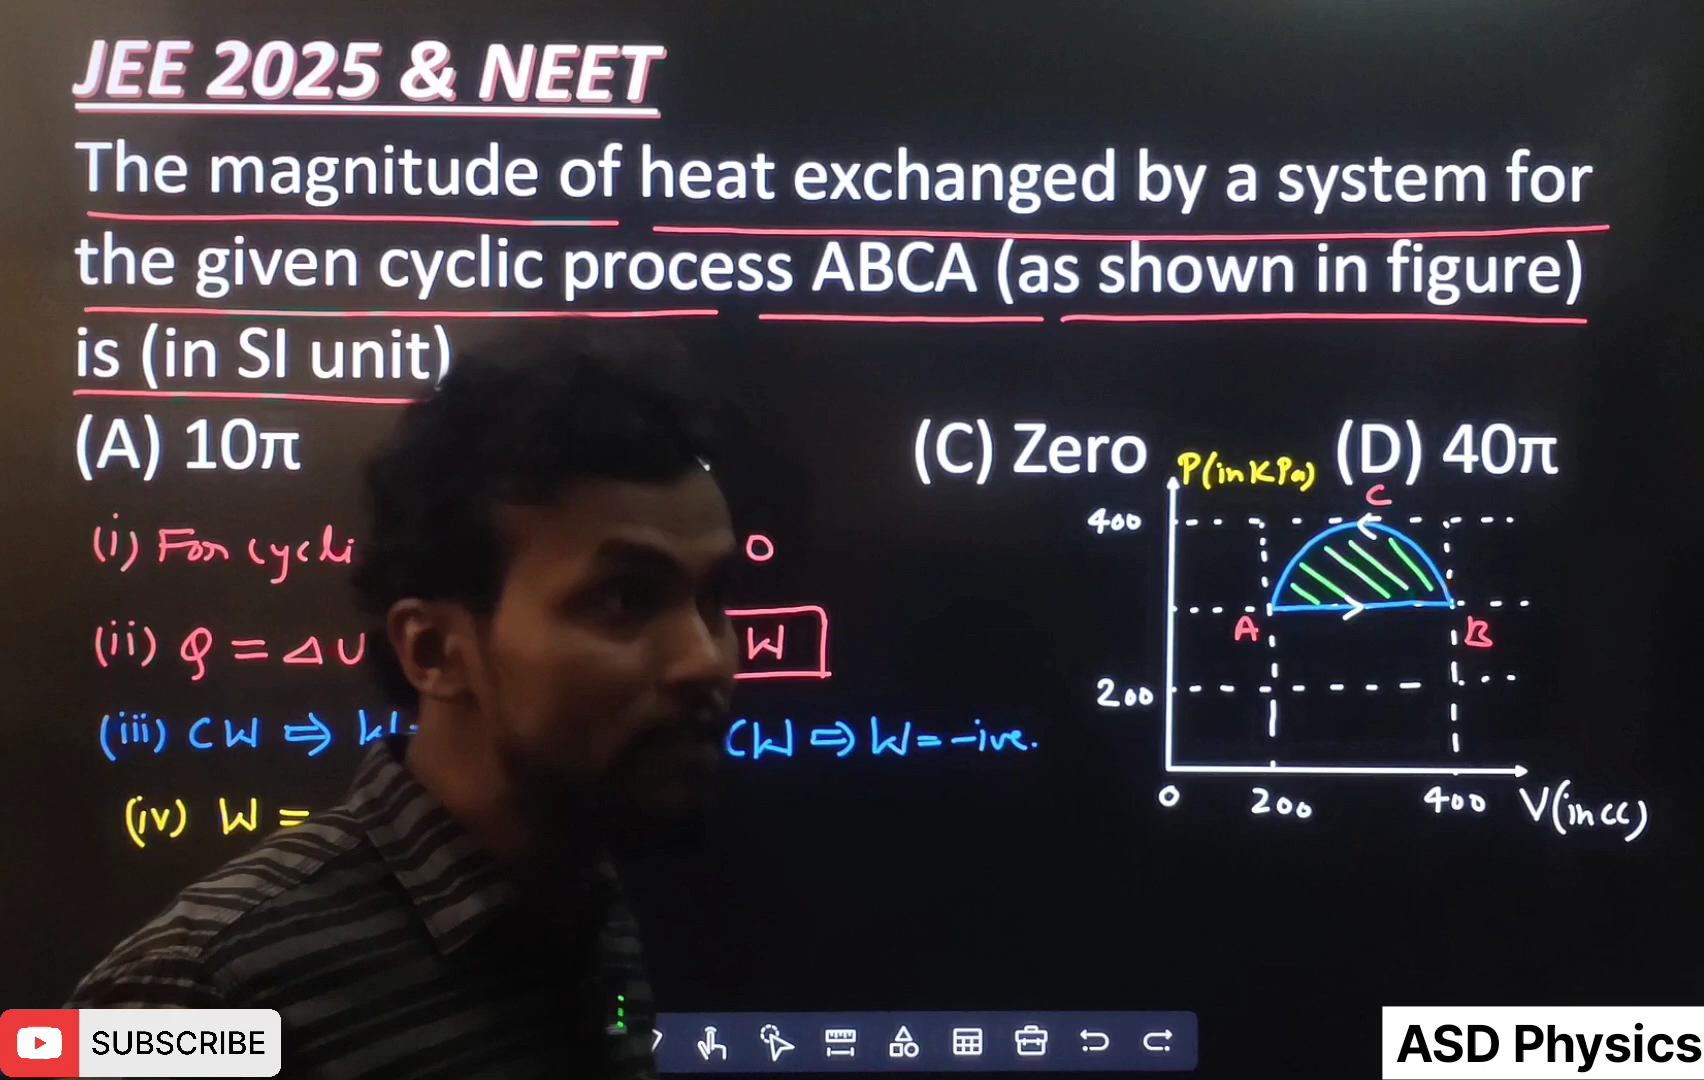 JEE 2025 & NEET
The magnitude of heat exchanged by a system for
the given cyclic process ABCA (as shown in figure)
is (in SI unit)
(A) 10π (C) Zero (D) 40π
P(in KPa)
C
400
A
B
200
0 200 400 V(in cc)
(i) For cycli 0
(ii) Q = ΔU W
(iii) CW ⇒ W= CW ⇒ W = -ive.
(iv) W =
SUBSCRIBE
ASD Physics